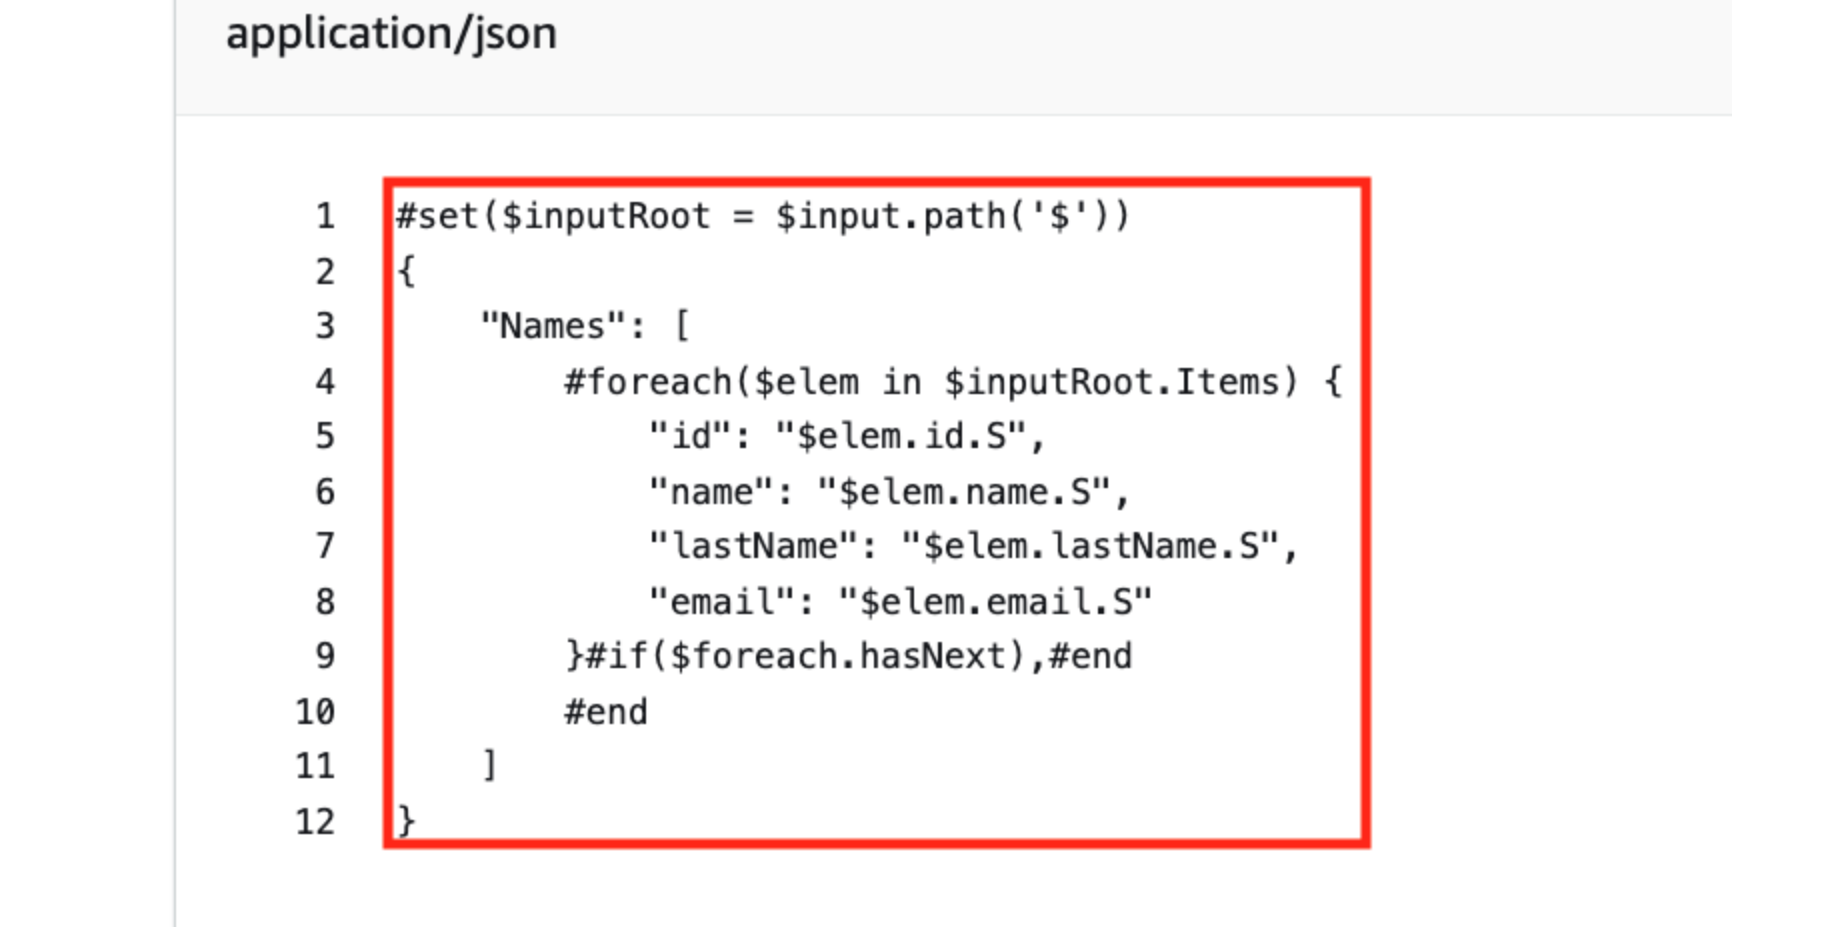 application/json
1 #set($inputRoot = $input.path('$'))
2 {
3     "Names": [
4         #foreach($elem in $inputRoot.Items) {
5             "id": "$elem.id.S",
6             "name": "$elem.name.S",
7             "lastName": "$elem.lastName.S",
8             "email": "$elem.email.S"
9         }#if($foreach.hasNext),#end
10         #end
11     ]
12 }